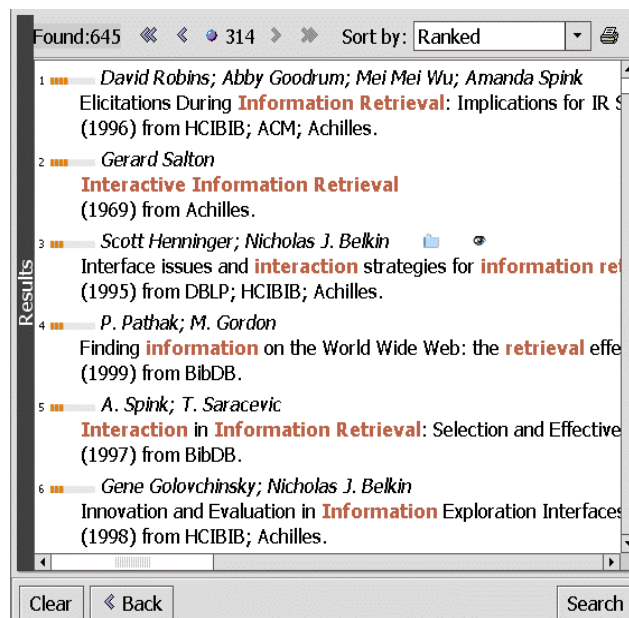 Found:645 314 Sort by: Ranked
1 David Robins; Abby Goodrum; Mei Mei Wu; Amanda Spink
Elicitations During Information Retrieval: Implications for IR S
(1996) from HCIBIB; ACM; Achilles.
2 Gerard Salton
Interactive Information Retrieval
(1969) from Achilles.
3 Scott Henninger; Nicholas J. Belkin
Interface issues and interaction strategies for information ret
(1995) from DBLP; HCIBIB; Achilles.
4 P. Pathak; M. Gordon
Finding information on the World Wide Web: the retrieval effe
(1999) from BibDB.
5 A. Spink; T. Saracevic
Interaction in Information Retrieval: Selection and Effective
(1997) from BibDB.
6 Gene Golovchinsky; Nicholas J. Belkin
Innovation and Evaluation in Information Exploration Interfaces
(1998) from HCIBIB; Achilles.
Results
Clear Back Search